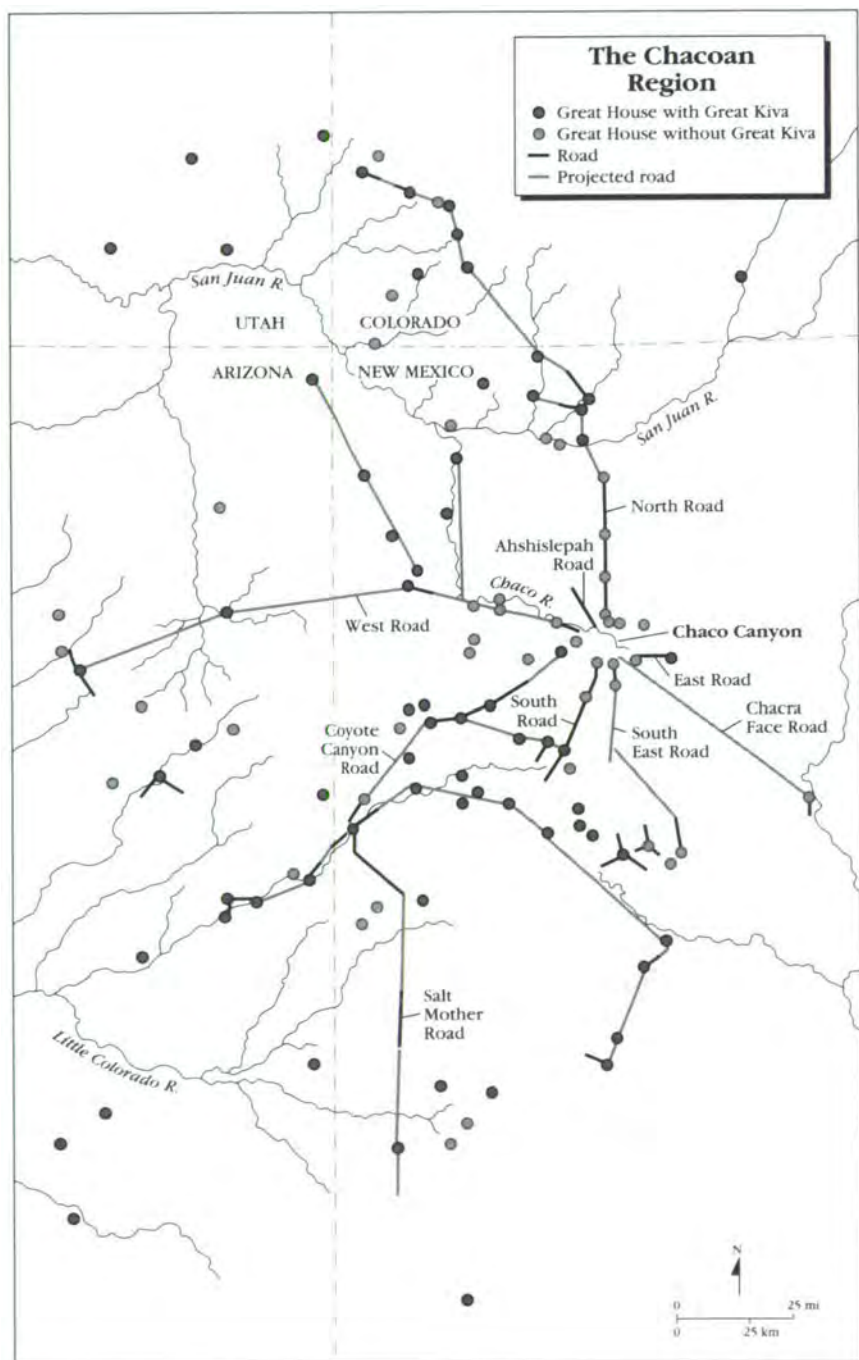 The Chacoan
Region
Great House with Great Kiva
Great House without Great Kiva
Road
Projected road
San Juan R.
UTAH
COLORADO
ARIZONA
NEW MEXICO
San Juan R.
North Road
Ahshislepah
Road
Chaco R.
West Road
Chaco Canyon
East Road
South
Road
Chacra
Face Road
Coyote
Canyon
Road
South
East Road
Salt
Mother
Road
Little Colorado R.
N
0 25 mi
0 25 km